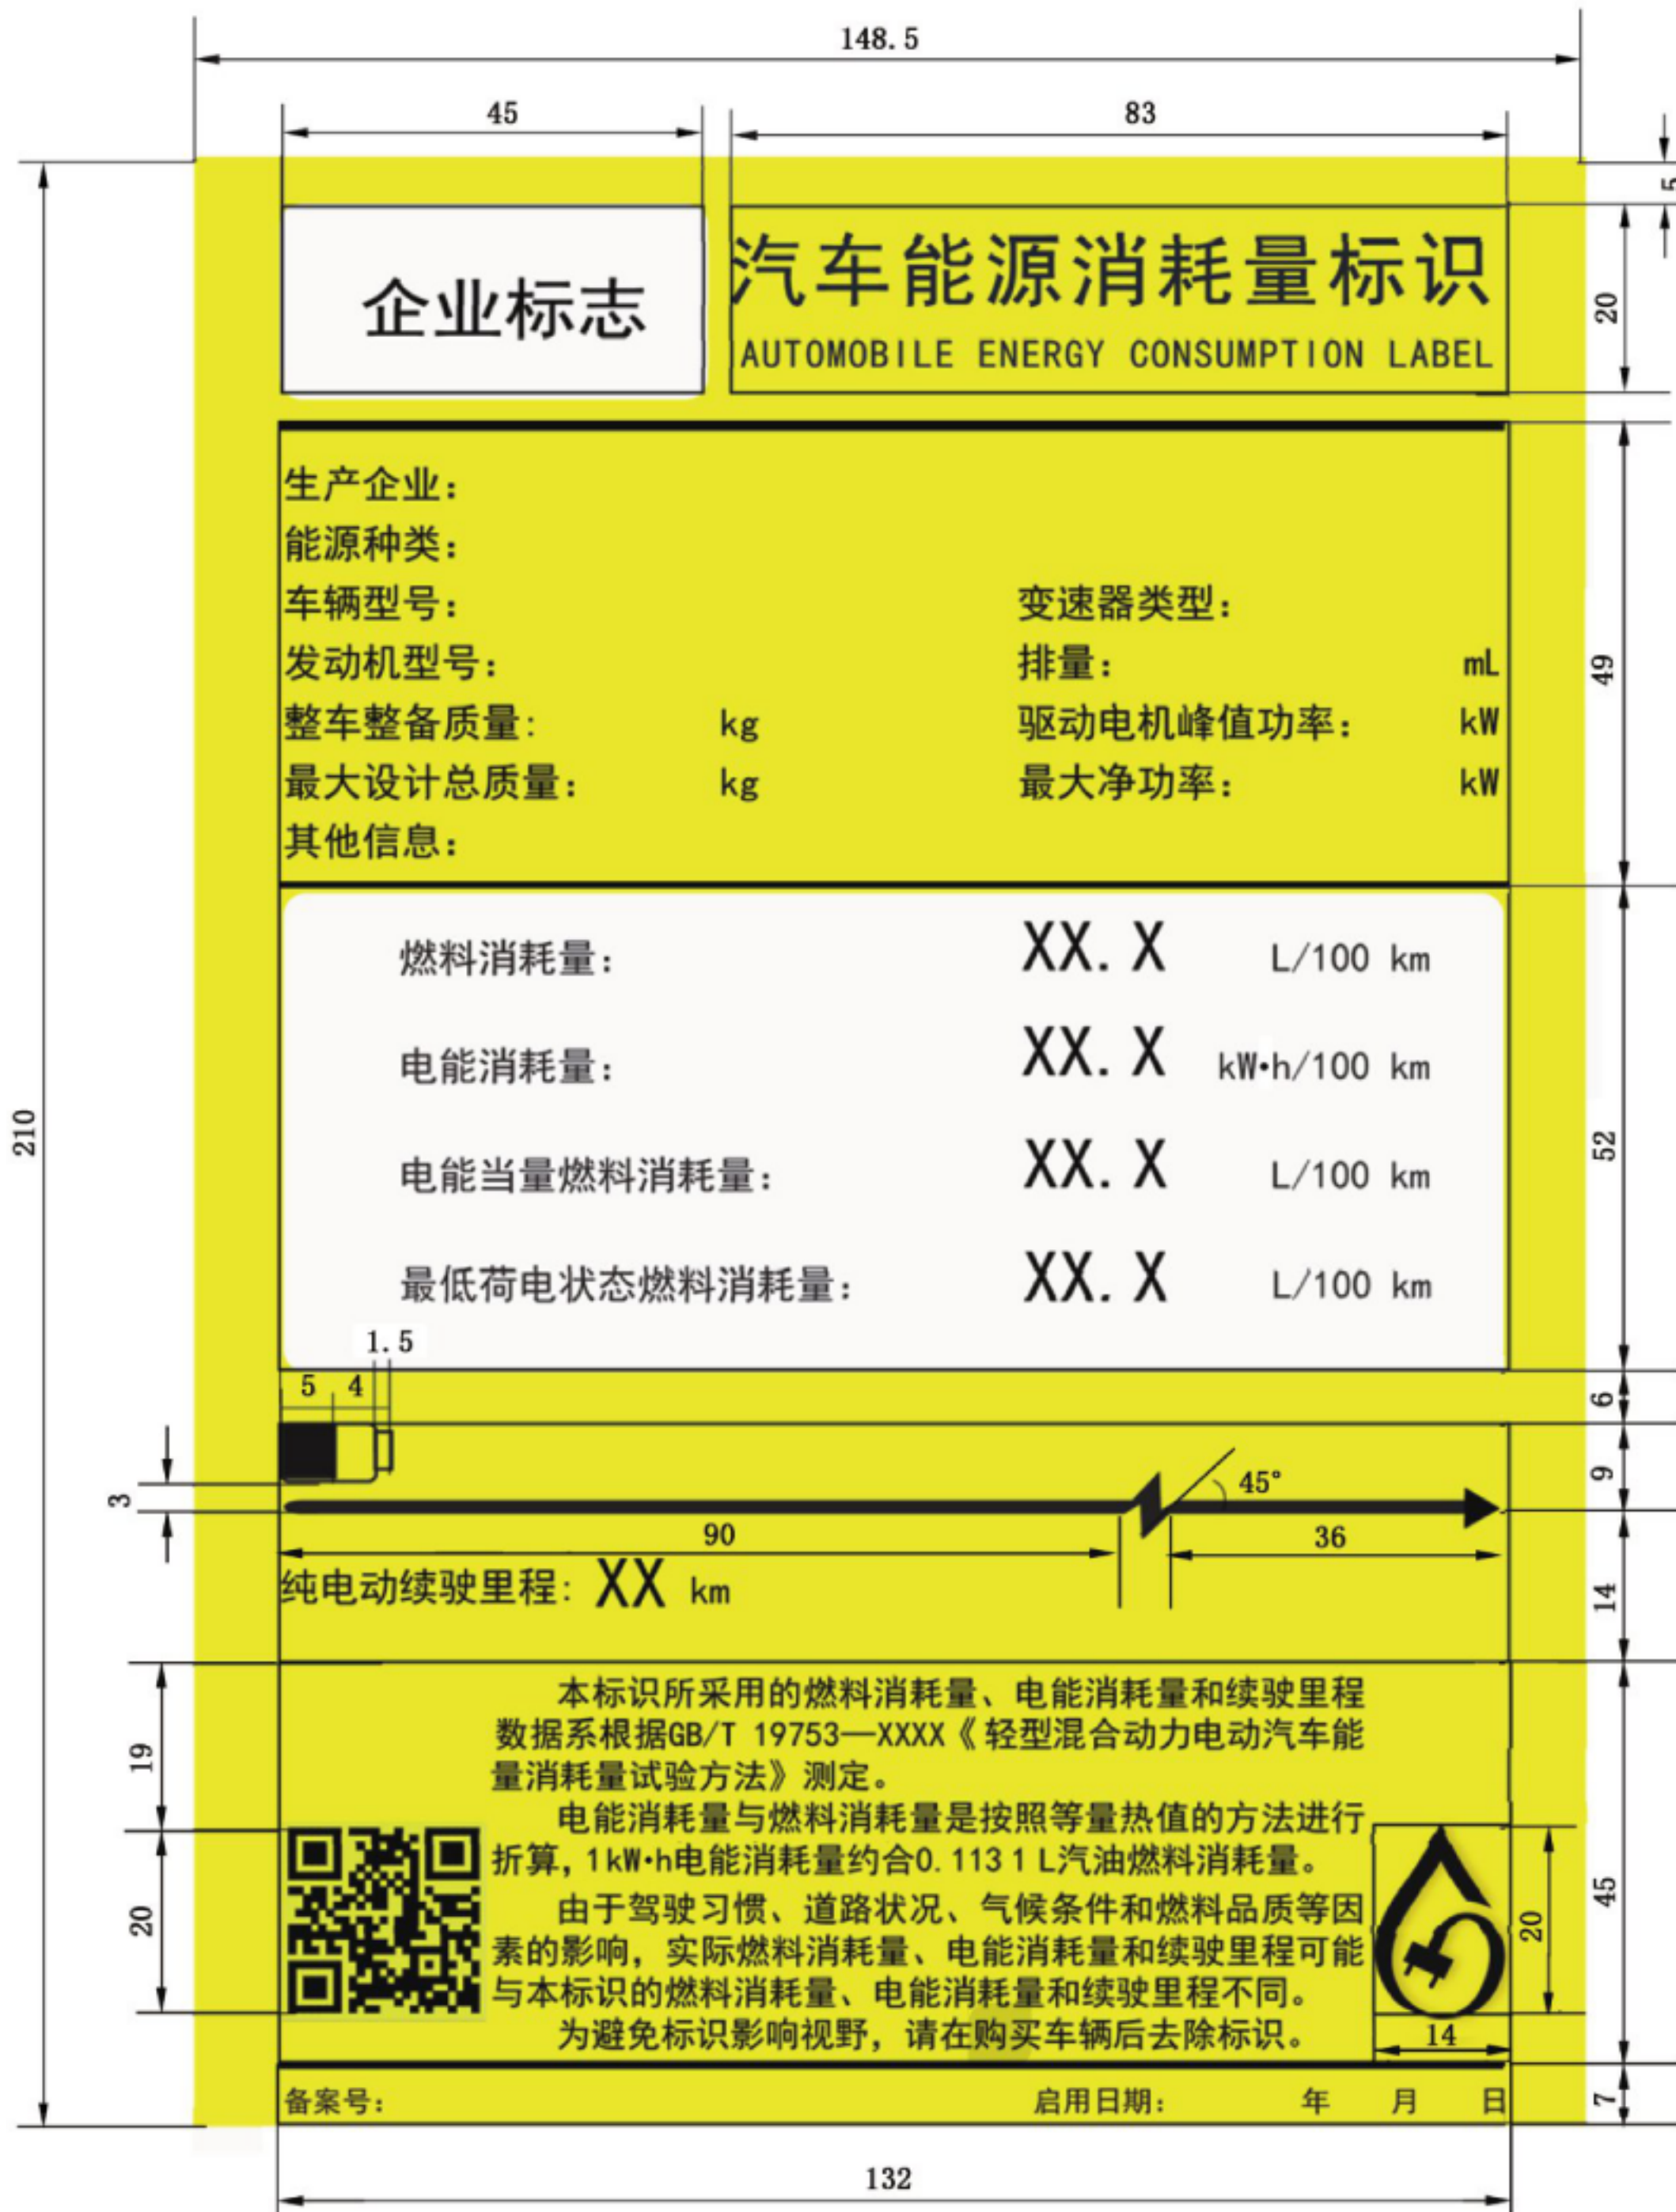 148.5
45
83
5
企业标志
汽车能源消耗量标识
AUTOMOBILE ENERGY CONSUMPTION LABEL
20
生产企业：
能源种类：
车辆型号： 变速器类型：
发动机型号： 排量： mL
整车整备质量: kg 驱动电机峰值功率： kW
最大设计总质量： kg 最大净功率： kW
其他信息：
49
燃料消耗量： XX. X L/100 km
电能消耗量： XX. X kW•h/100 km
电能当量燃料消耗量： XX. X L/100 km
最低荷电状态燃料消耗量： XX. X L/100 km
210
52
1.5
5 4
6
9
3
45°
90
36
纯电动续驶里程: XX km
14
本标识所采用的燃料消耗量、电能消耗量和续驶里程
数据系根据GB/T 19753—XXXX《 轻型混合动力电动汽车能
量消耗量试验方法》测定。
电能消耗量与燃料消耗量是按照等量热值的方法进行
折算，1kW•h电能消耗量约合0.113 1 L汽油燃料消耗量。
由于驾驶习惯、道路状况、气候条件和燃料品质等因
素的影响，实际燃料消耗量、电能消耗量和续驶里程可能
与本标识的燃料消耗量、电能消耗量和续驶里程不同。
为避免标识影响视野，请在购买车辆后去除标识。
19
20
20
14
45
备案号： 启用日期： 年 月 日
7
132